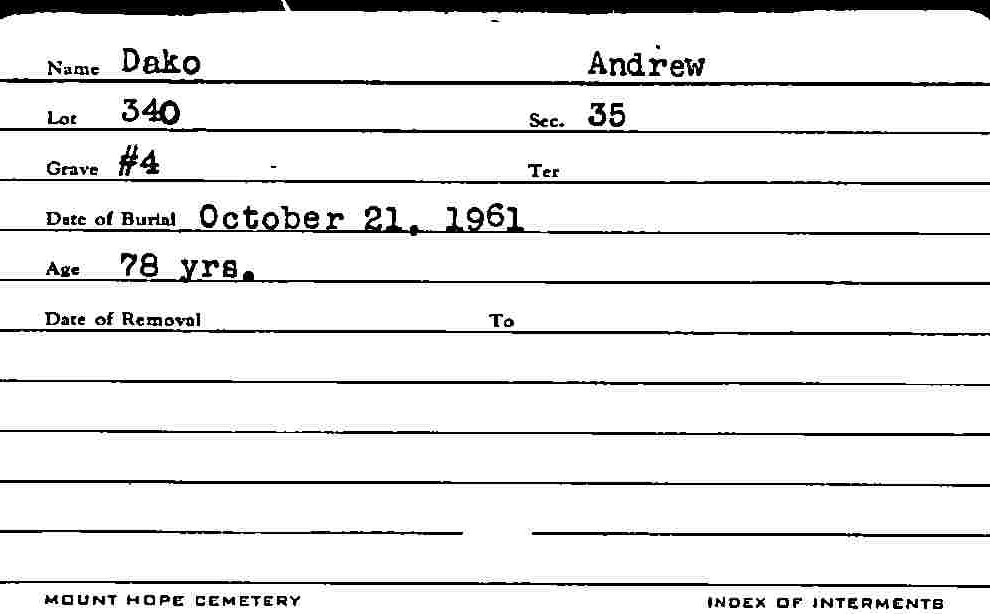 Name Dako Andrew
Lot 340 Sec. 35
Grave #4 Ter
Date of Burial October 21, 1961
Age 78 yrs.
Date of Removal To
MOUNT HOPE CEMETERY INDEX OF INTERMENTS